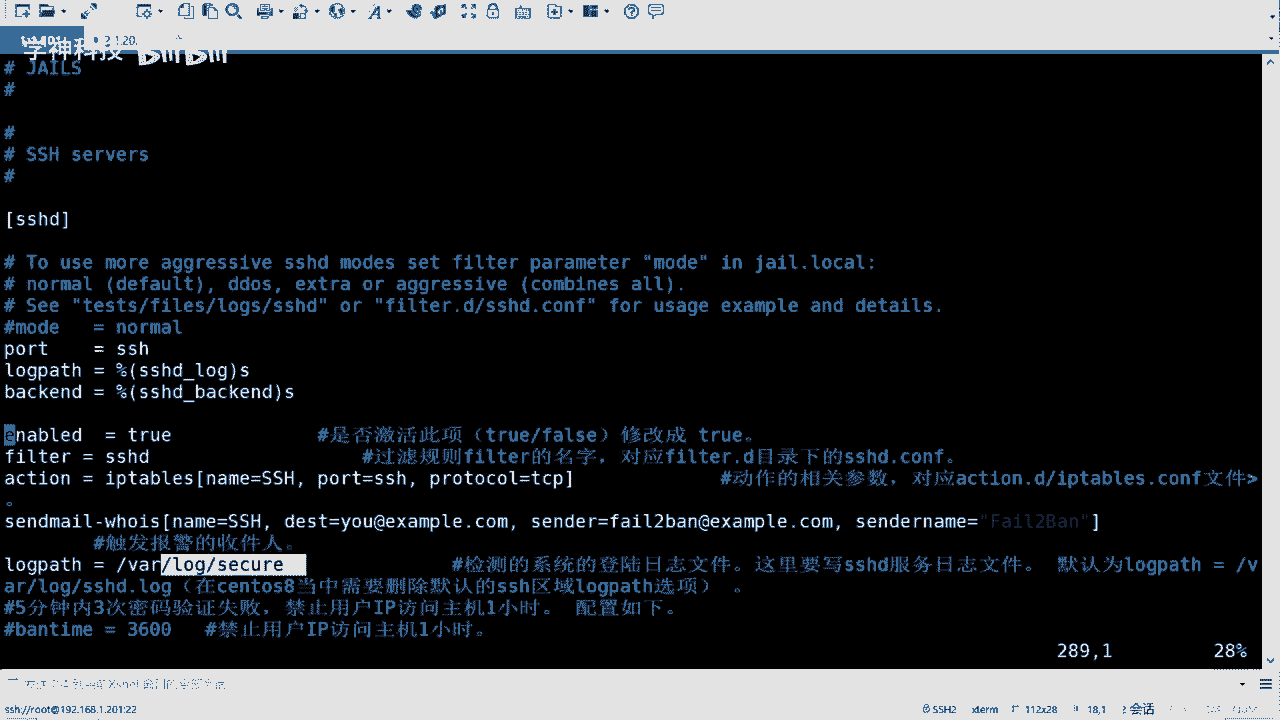 学神科技 bilibili
# JAILS
#
#
# SSH servers
#
[sshd]
# To use more aggressive sshd modes set filter parameter "mode" in jail.local:
# normal (default), ddos, extra or aggressive (combines all).
# See "tests/files/logs/sshd" or "filter.d/sshd.conf" for usage example and details.
#mode   = normal
port    = ssh
logpath = %(sshd_log)s
backend = %(sshd_backend)s
enabled  = true             #是否激活此项（true/false）修改成 true。
filter = sshd                   #过滤规则filter的名字，对应filter.d目录下的sshd.conf。
action = iptables[name=SSH, port=ssh, protocol=tcp]             #动作的相关参数，对应action.d/iptables.conf文件>
。
sendmail-whois[name=SSH, dest=you@example.com, sender=fail2ban@example.com, sendername="Fail2Ban"]
        #触发报警的收件人。
logpath = /var/log/secure               #检测的系统的登陆日志文件。这里要写sshd服务日志文件。 默认为logpath = /v
ar/log/sshd.log（在centos8当中需要删除默认的ssh区域logpath选项） 。
#5分钟内3次密码验证失败，禁止用户IP访问主机1小时。 配置如下。
#bantime = 3600   #禁止用户IP访问主机1小时。
289,1         28%
ssh://root@192.168.1.201:22
SSH2
xterm
112x28
18,1
2 会话